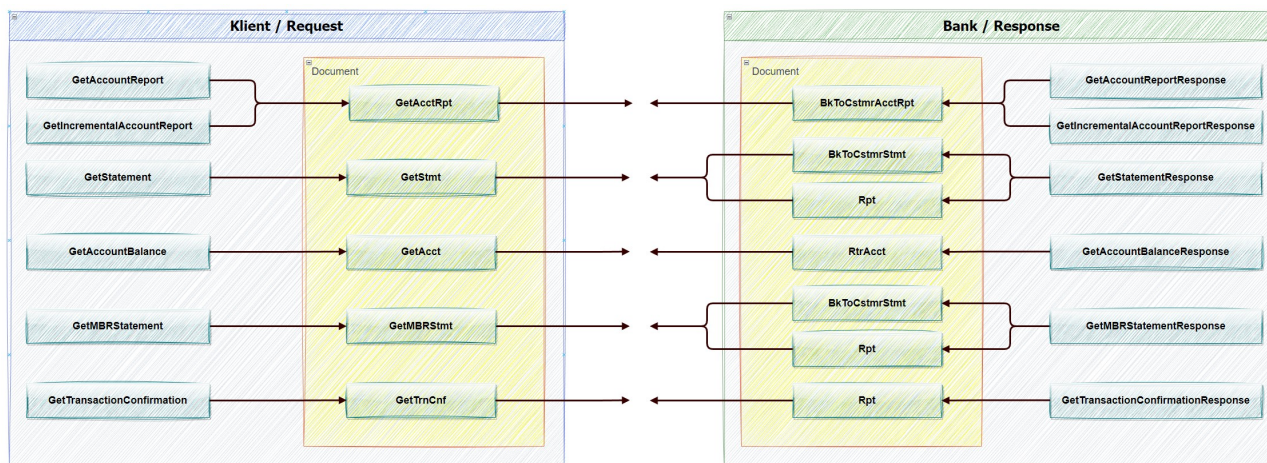 Klient / Request
Document
GetAccountReport
GetIncrementalAccountReport
GetAcctRpt
GetStatement
GetStmt
GetAccountBalance
GetAcct
GetMBRStatement
GetMBRStmt
GetTransactionConfirmation
GetTrnCnf
Bank / Response
Document
BkToCstmrAcctRpt
GetAccountReportResponse
GetIncrementalAccountReportResponse
BkToCstmrStmt
Rpt
GetStatementResponse
RtrAcct
GetAccountBalanceResponse
BkToCstmrStmt
Rpt
GetMBRStatementResponse
Rpt
GetTransactionConfirmationResponse